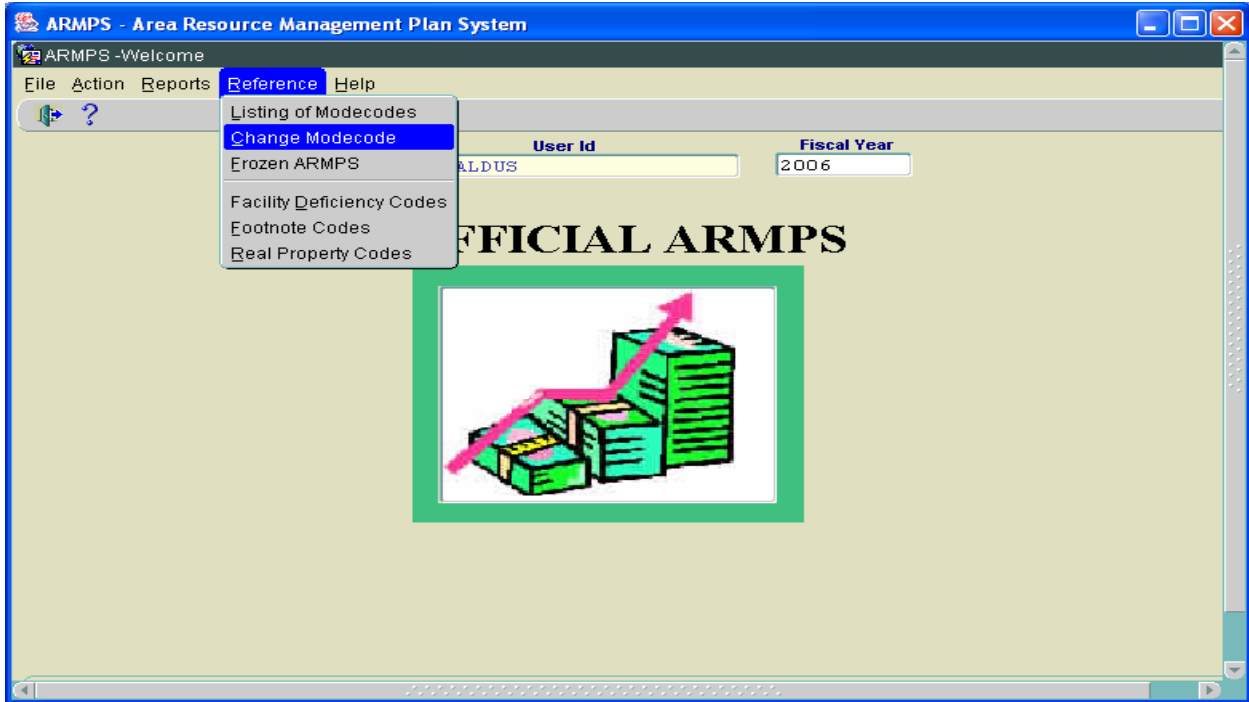 ARMPS - Area Resource Management Plan System
ARMPS -Welcome
File Action Reports Reference Help
?
Listing of Modecodes
Change Modecode
Frozen ARMPS
Facility Deficiency Codes
Footnote Codes
Real Property Codes
User Id Fiscal Year
ALDUS 2006
FFICIAL ARMPS